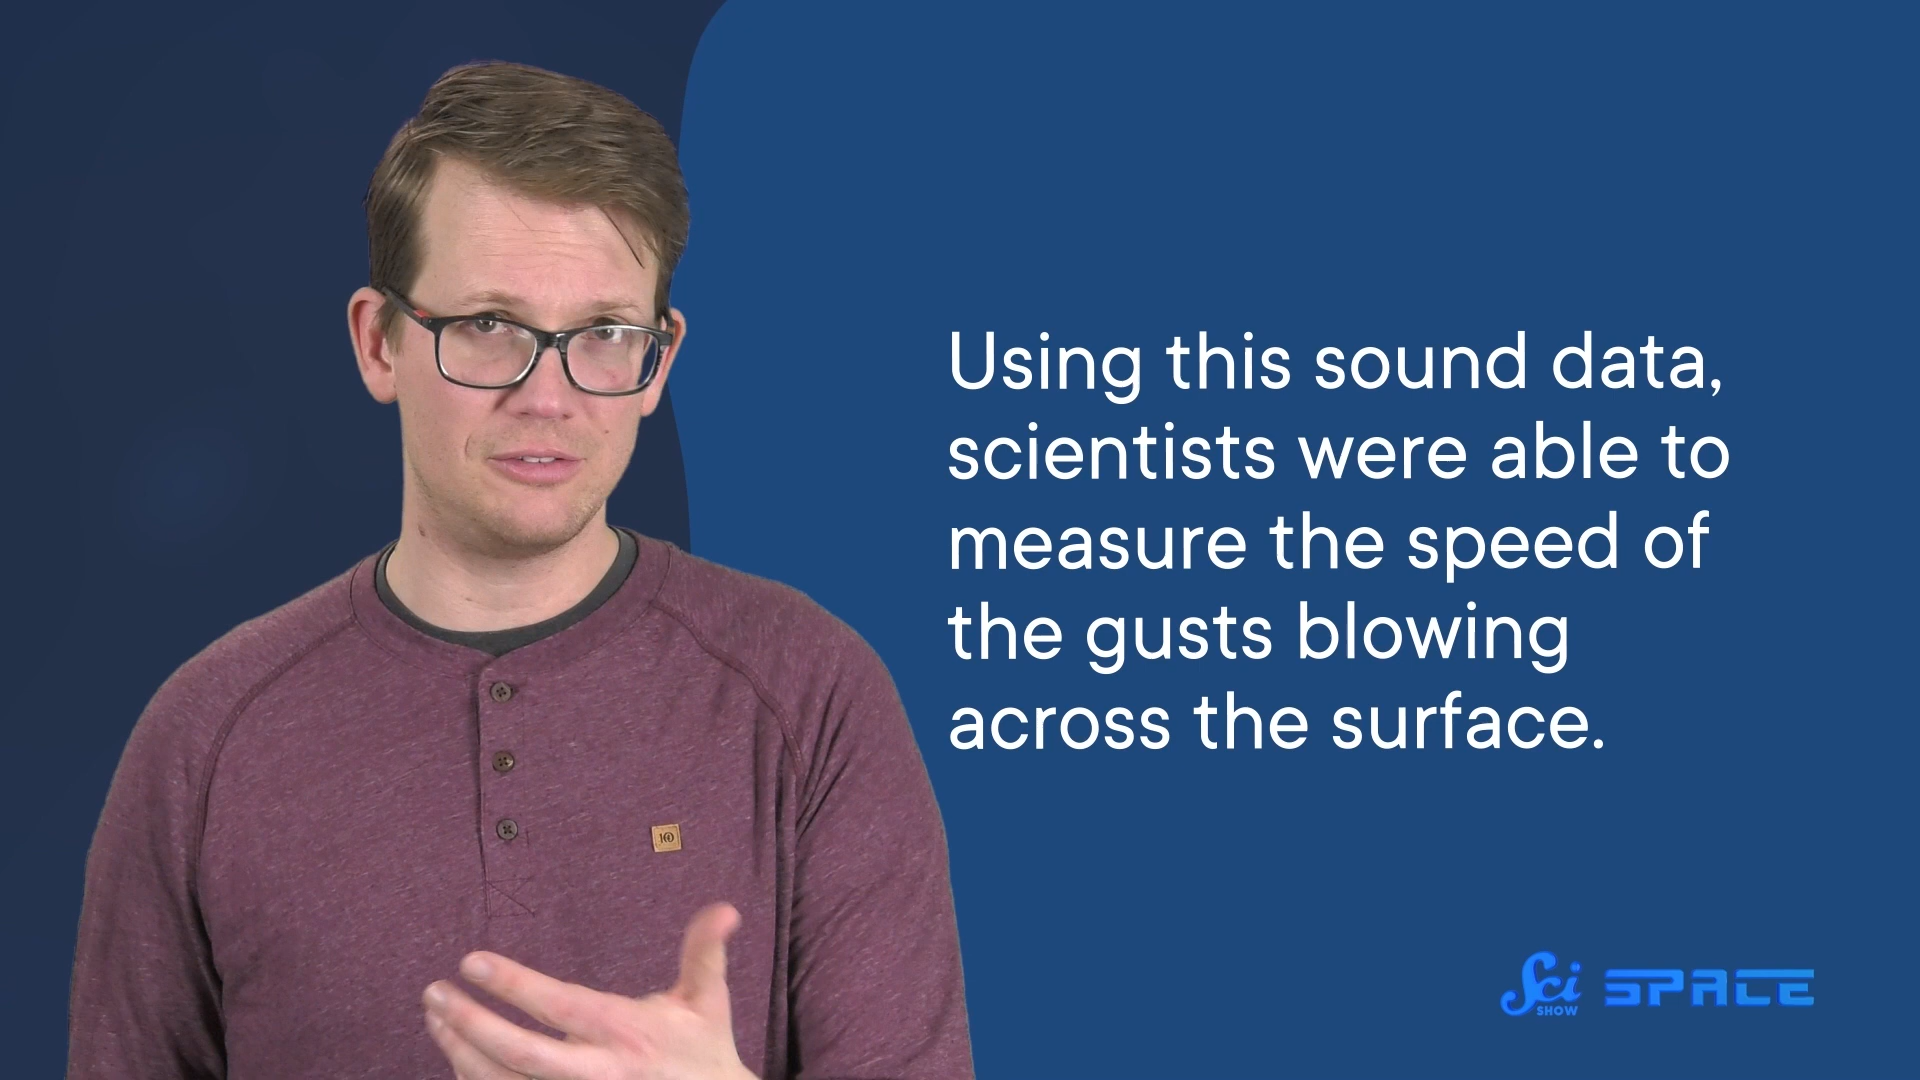 Using this sound data,
scientists were able to
measure the speed of
the gusts blowing
across the surface.
Sci SPACE
SHOW